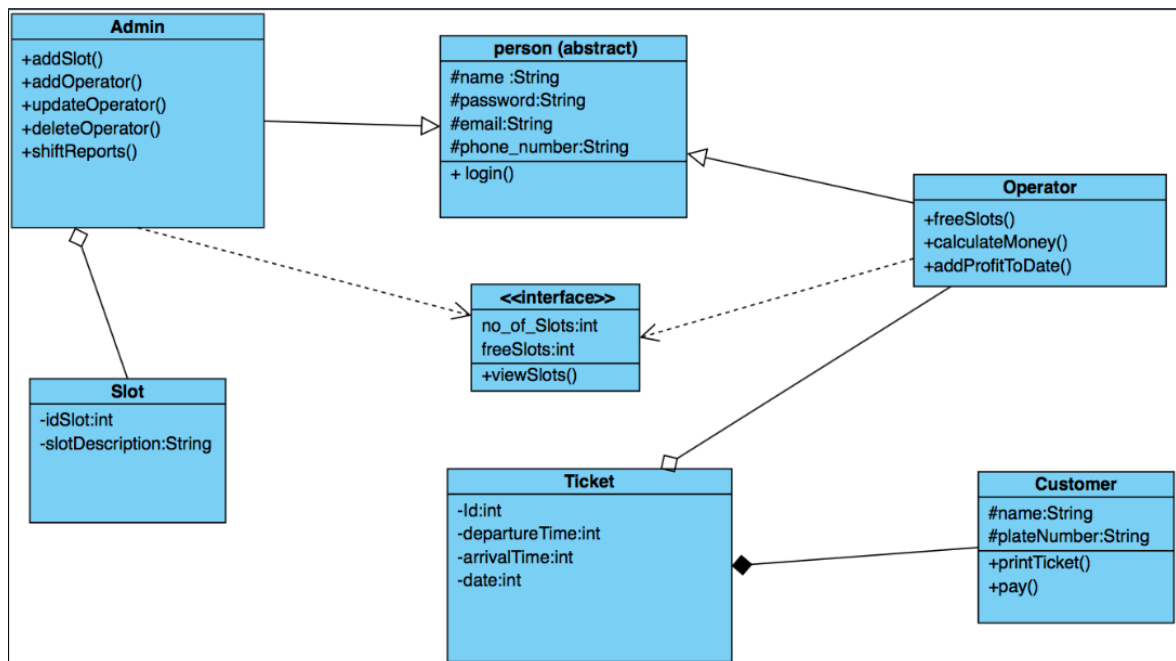 Admin
+addSlot()
+addOperator()
+updateOperator()
+deleteOperator()
+shiftReports()
person (abstract)
#name :String
#password:String
#email:String
#phone_number:String
+ login()
Operator
+freeSlots()
+calculateMoney()
+addProfitToDate()
<<interface>>
no_of_Slots:int
freeSlots:int
+viewSlots()
Slot
-idSlot:int
-slotDescription:String
Ticket
-Id:int
-departureTime:int
-arrivalTime:int
-date:int
Customer
#name:String
#plateNumber:String
+printTicket()
+pay()